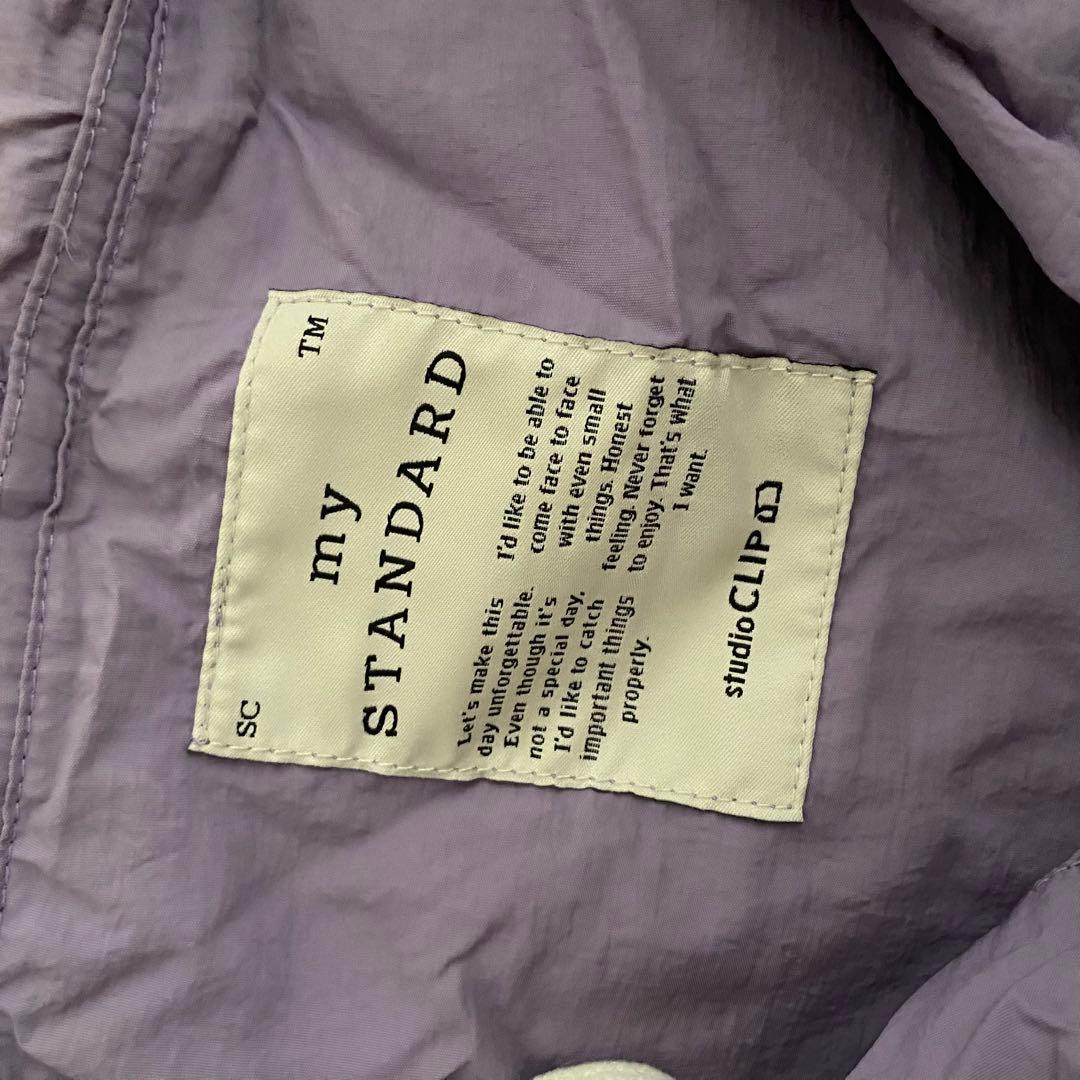 SC TM
my
STANDARD
Let's make this
day unforgettable.
Even though it's
not a special day,
I'd like to catch
important things
properly.
I'd like to be able to
come face to face
with even small
things. Honest
feeling. Never forget
to enjoy. That's what
I want.
studioCLIP